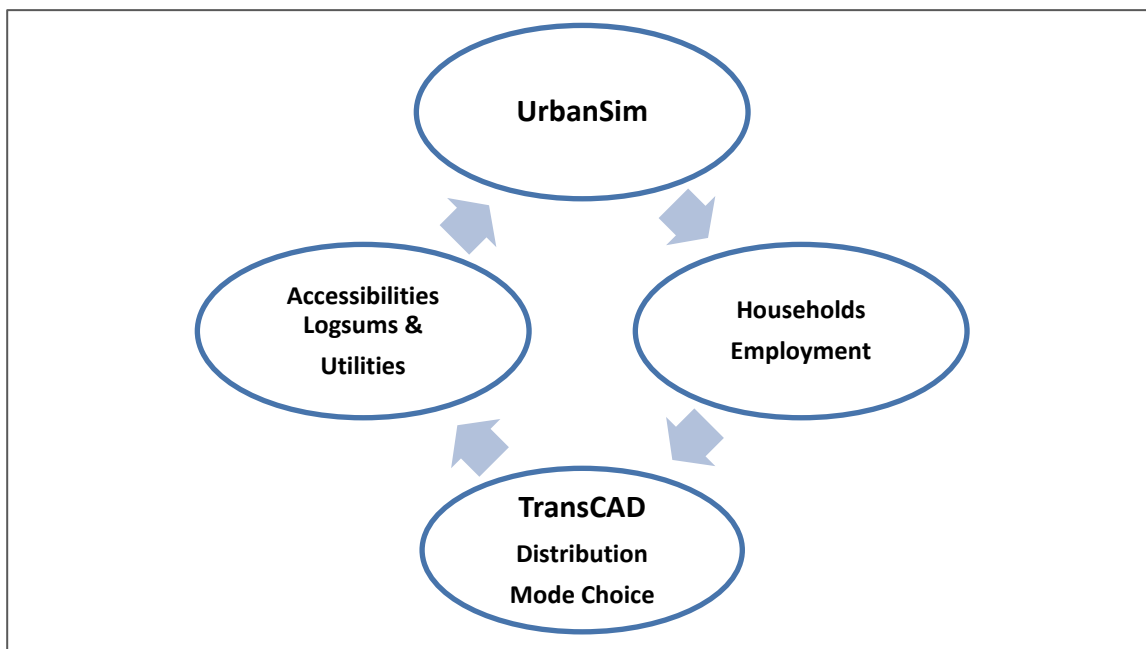 UrbanSim
Accessibilities
Logsums &
Utilities
Households
Employment
TransCAD
Distribution
Mode Choice